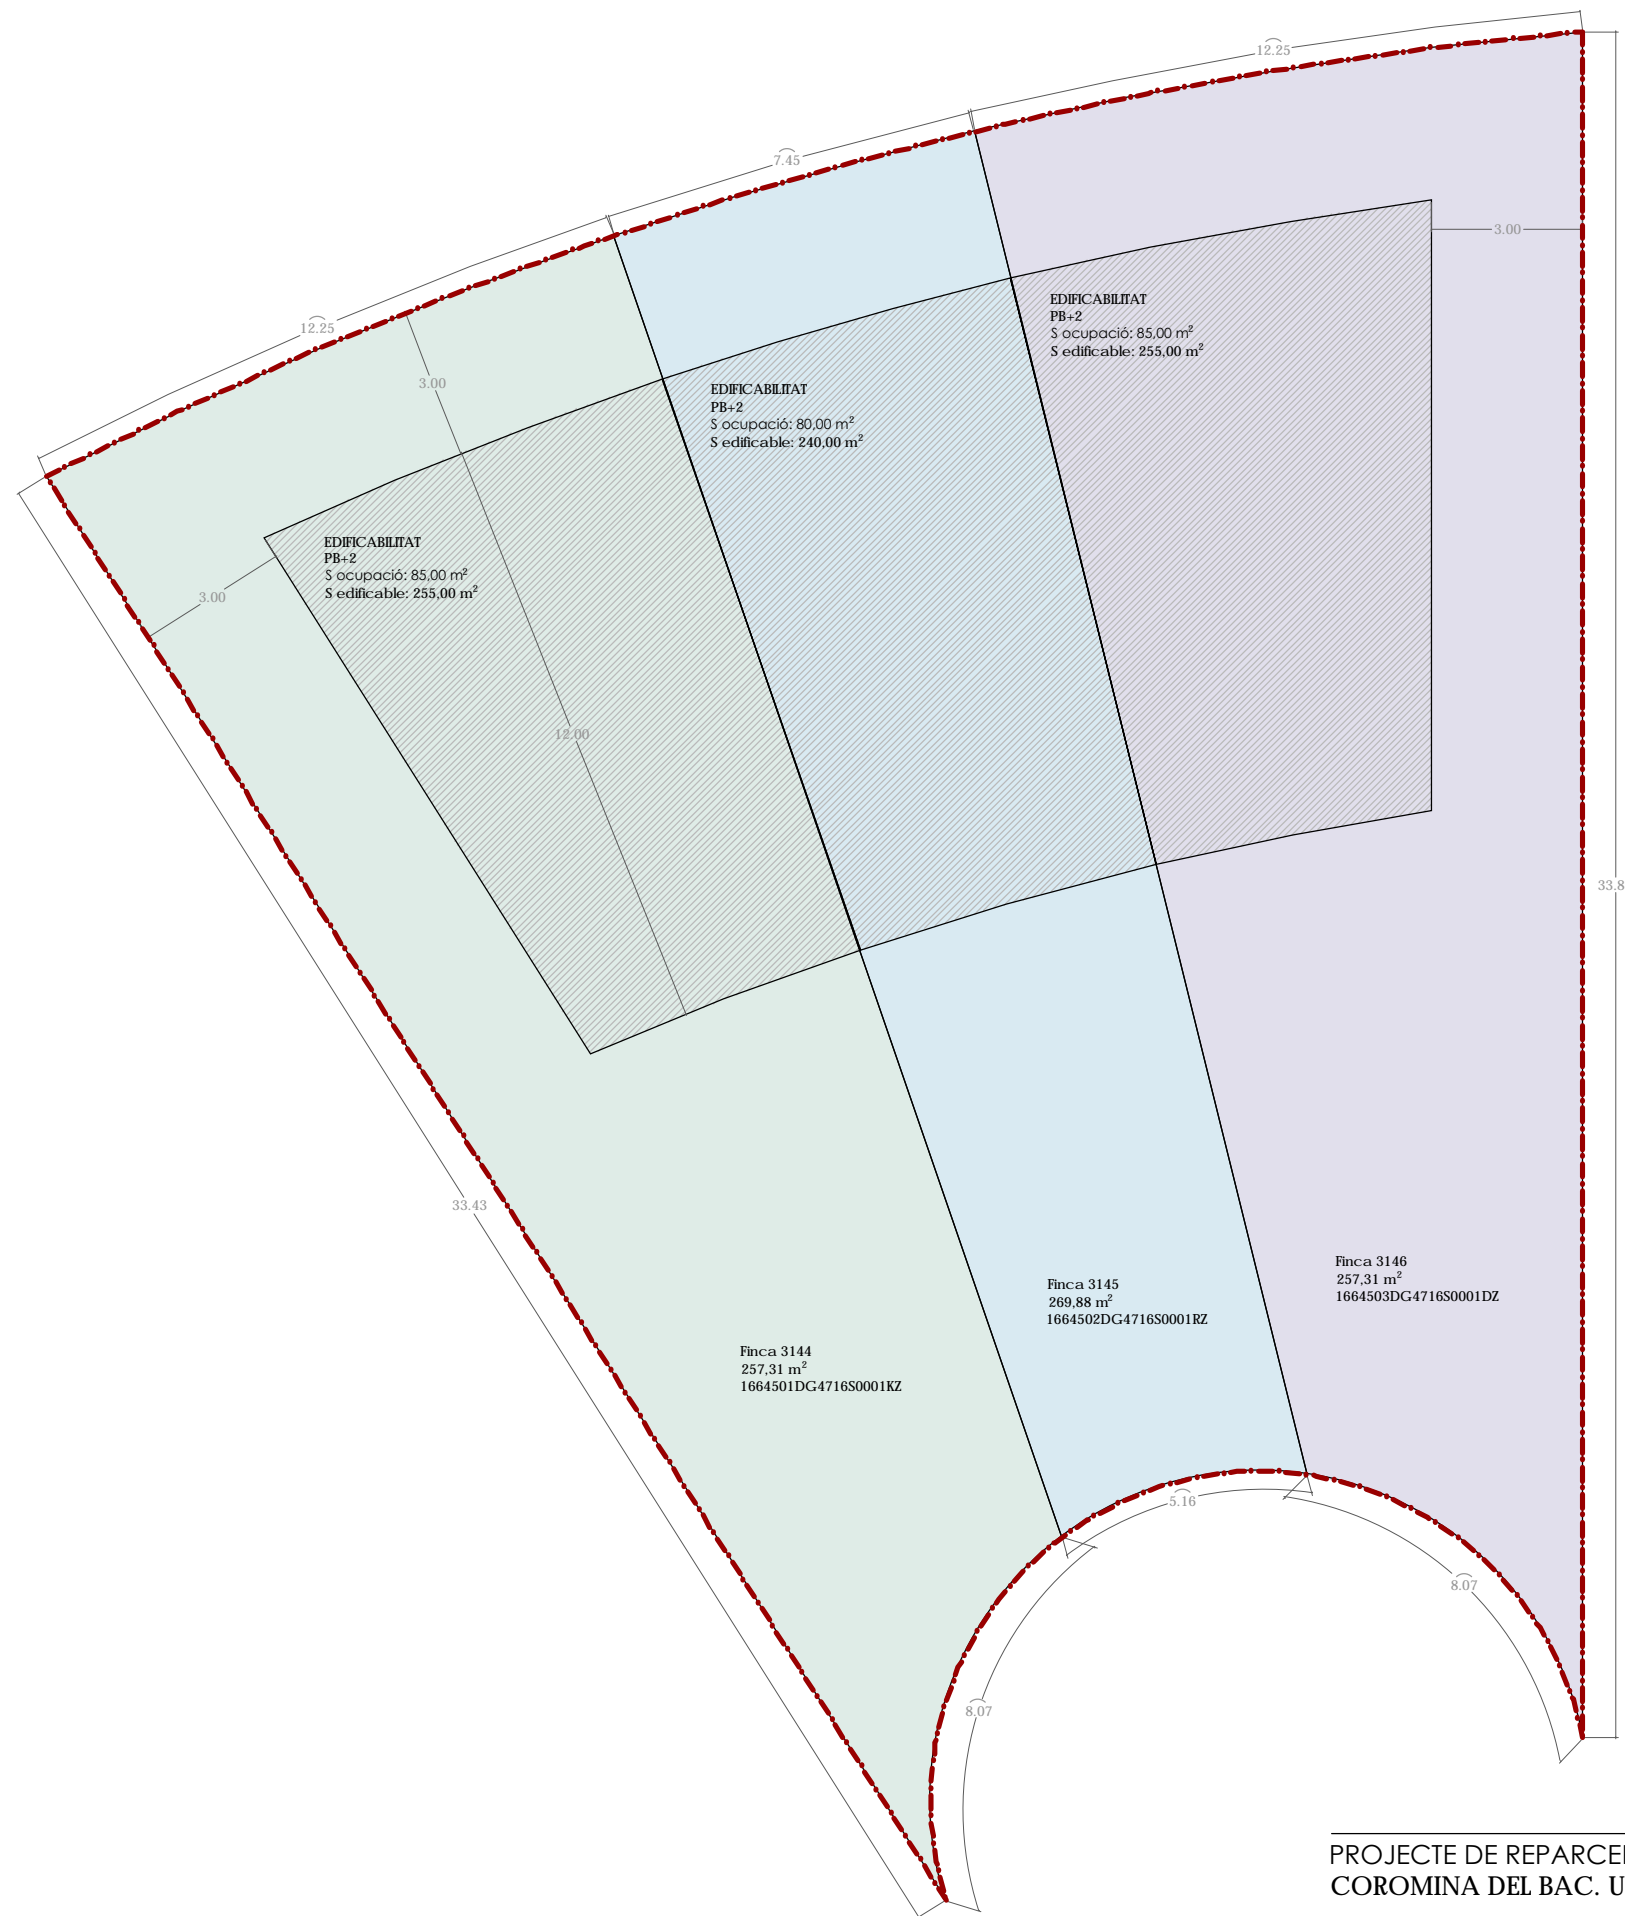 12.25
7.45
3.00
EDIFICABILITAT
PB+2
S ocupació: 85,00 m²
S edificable: 255,00 m²
12.25
3.00
EDIFICABILITAT
PB+2
S ocupació: 80,00 m²
S edificable: 240,00 m²
EDIFICABILITAT
PB+2
S ocupació: 85,00 m²
S edificable: 255,00 m²
3.00
12.00
33.8
33.43
Finca 3146
257,31 m²
1664503DG4716S0001DZ
Finca 3145
269,88 m²
1664502DG4716S0001RZ
Finca 3144
257,31 m²
1664501DG4716S0001KZ
5.16
8.07
8.07
PROJECTE DE REPARCE
COROMINA DEL BAC. U